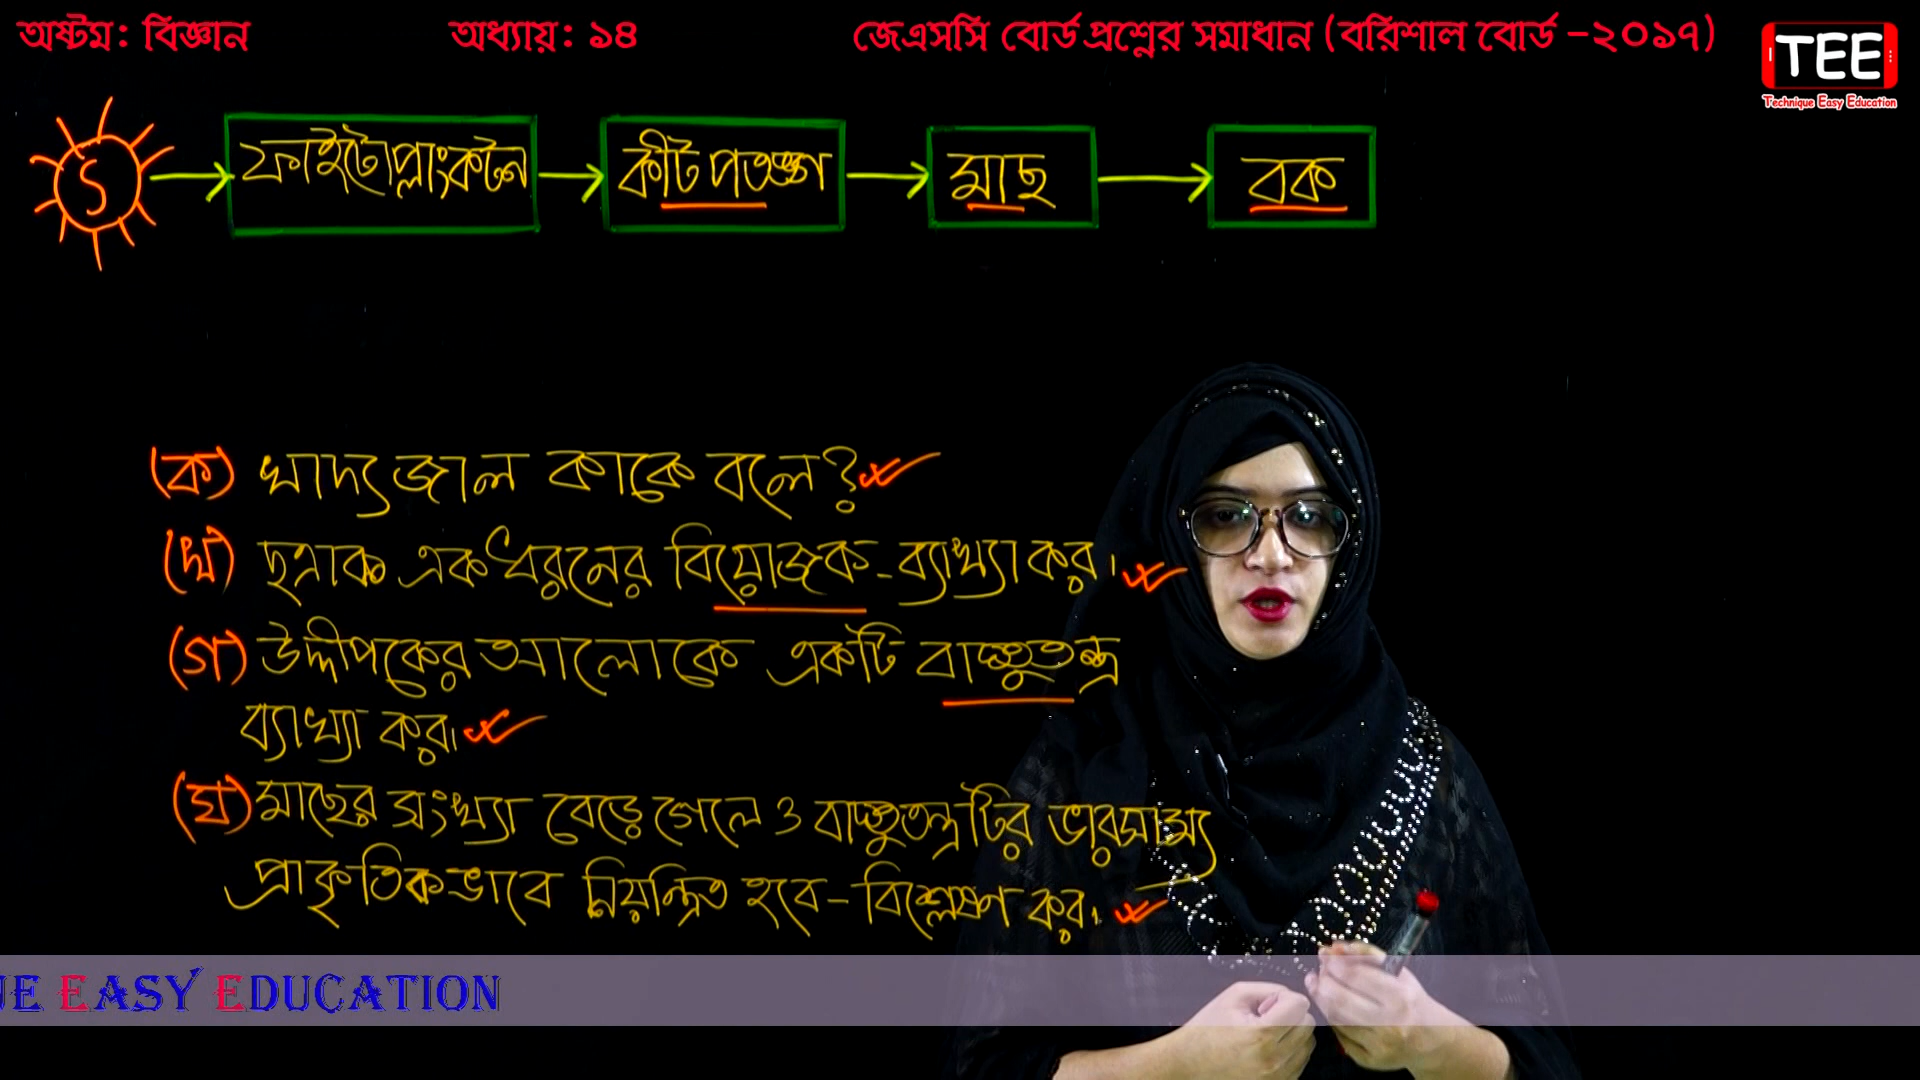 অষ্টম: বিজ্ঞান অধ্যায়: ১৪ জেএসসি বোর্ড প্রশ্নের সমাধান (বরিশাল বোর্ড -২০১৭)
TEE
Technique Easy Education
S → ফাইটোপ্লাংকটন → কীট পতঙ্গ → মাছ → বক
(ক) খাদ্য জাল কাকে বলে?
(খ) ছত্রাক এক ধরনের বিয়োজক - ব্যাখ্যা কর।
(গ) উদ্দীপকের আলোকে একটি বাস্তুতন্ত্র
ব্যাখ্যা কর।
(ঘ) মাছের সংখ্যা বেড়ে গেলে ও বাস্তুতন্ত্রটির ভারসাম্য
প্রাকৃতিকভাবে নিয়ন্ত্রিত হবে - বিশ্লেষণ কর।
NE EASY EDUCATION